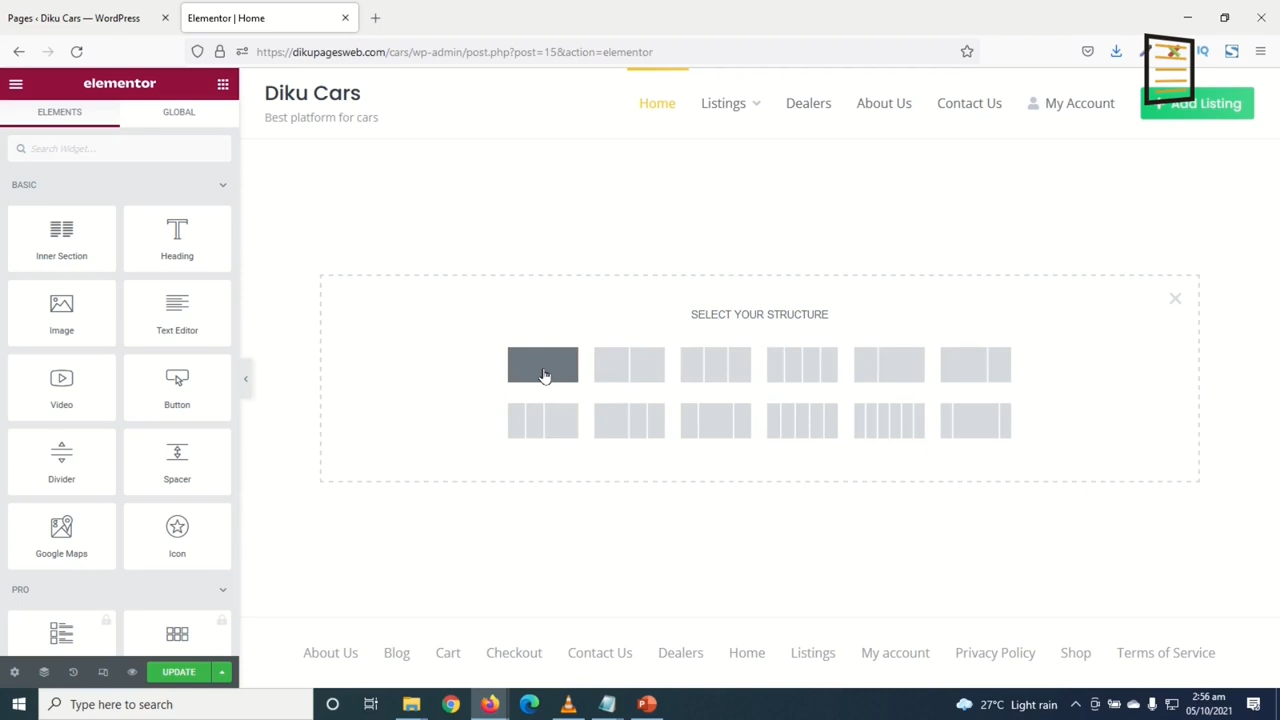 Pages ‹ Diku Cars — WordPress
Elementor | Home
https://dikupagesweb.com/cars/wp-admin/post.php?post=15&action=elementor
IQ
elementor
ELEMENTS
GLOBAL
Search Widget...
BASIC
Inner Section
Heading
Image
Text Editor
Video
Button
Divider
Spacer
Google Maps
Icon
PRO
UPDATE
Diku Cars
Best platform for cars
Home
Listings
Dealers
About Us
Contact Us
My Account
Add Listing
SELECT YOUR STRUCTURE
About Us
Blog
Cart
Checkout
Contact Us
Dealers
Home
Listings
My account
Privacy Policy
Shop
Terms of Service
Type here to search
27°C Light rain
2:56 am
05/10/2021